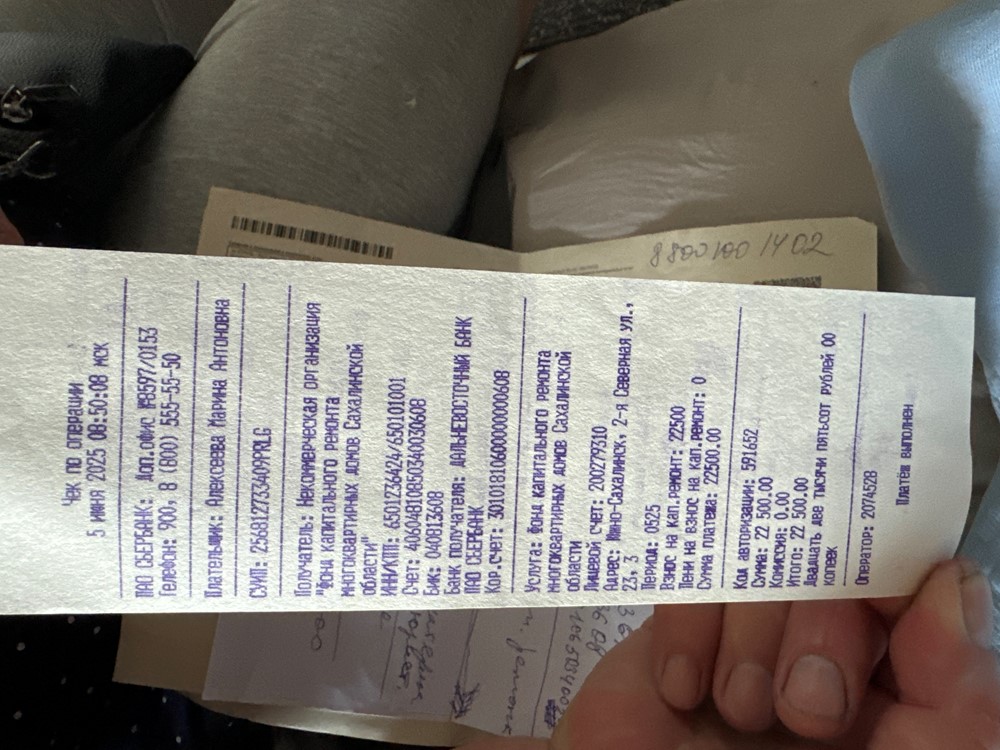 Чек по операции
5 июня 2025 08:50:08 мск
ПАО СБЕРБАНК: Доп.офис №8597/0153
Телефон: 900, 8 (800) 555-55-50
Плательщик: Алексеева Марина Антоновна
СУИП: 256812733409PRLG
Получатель: Некоммерческая организация
"Фонд капитального ремонта
многоквартирных домов Сахалинской
области"
ИНН/КПП: 6501236424/650101001
Счет: 40604810850340030608
Бик: 040813608
Банк получателя: ДАЛЬНЕВОСТОЧНЫЙ БАНК
ПАО СБЕРБАНК
Кор.счет: 30101810600000000608
Услуга: Фонд капитального ремонта
многоквартирных домов Сахалинской
области
Лицевой счет: 200279310
Адрес: Южно-Сахалинск, 2-я Северная ул.,
23, 3
Период: 0525
Взнос на кап.ремонт: 22500
Пени на взнос на кап.ремонт: 0
Сумма платежа: 22500.00
Код авторизации: 591652
Сумма: 22 500.00
Комиссия: 0.00
Итого: 22 500.00
Двадцать две тысячи пятьсот рублей 00
копеек
Оператор: 2074528
Платёж выполнен
8800 100 1402